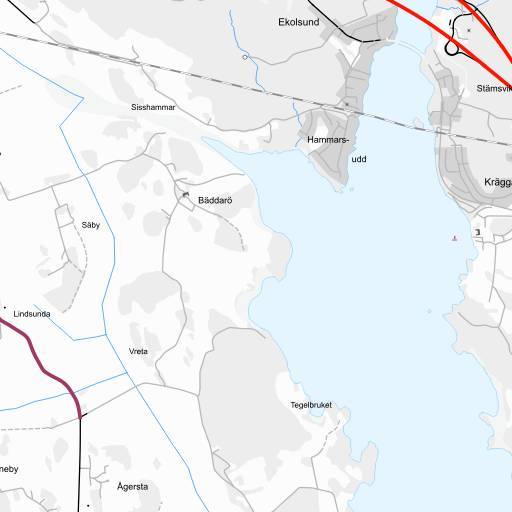 Ekolsund
Stämsvik
Sisshammar
Hammars-
udd
Krägga
Bäddarö
Säby
Lindsunda
Vreta
Tegelbruket
neby
Ågersta